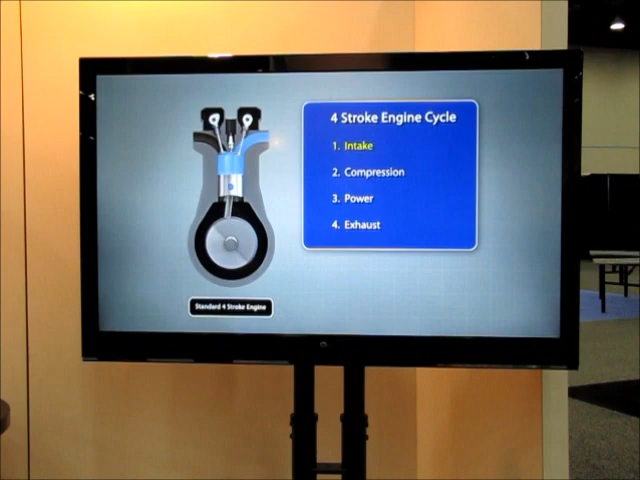 4 Stroke Engine Cycle
1. Intake
2. Compression
3. Power
4. Exhaust
Standard 4 Stroke Engine